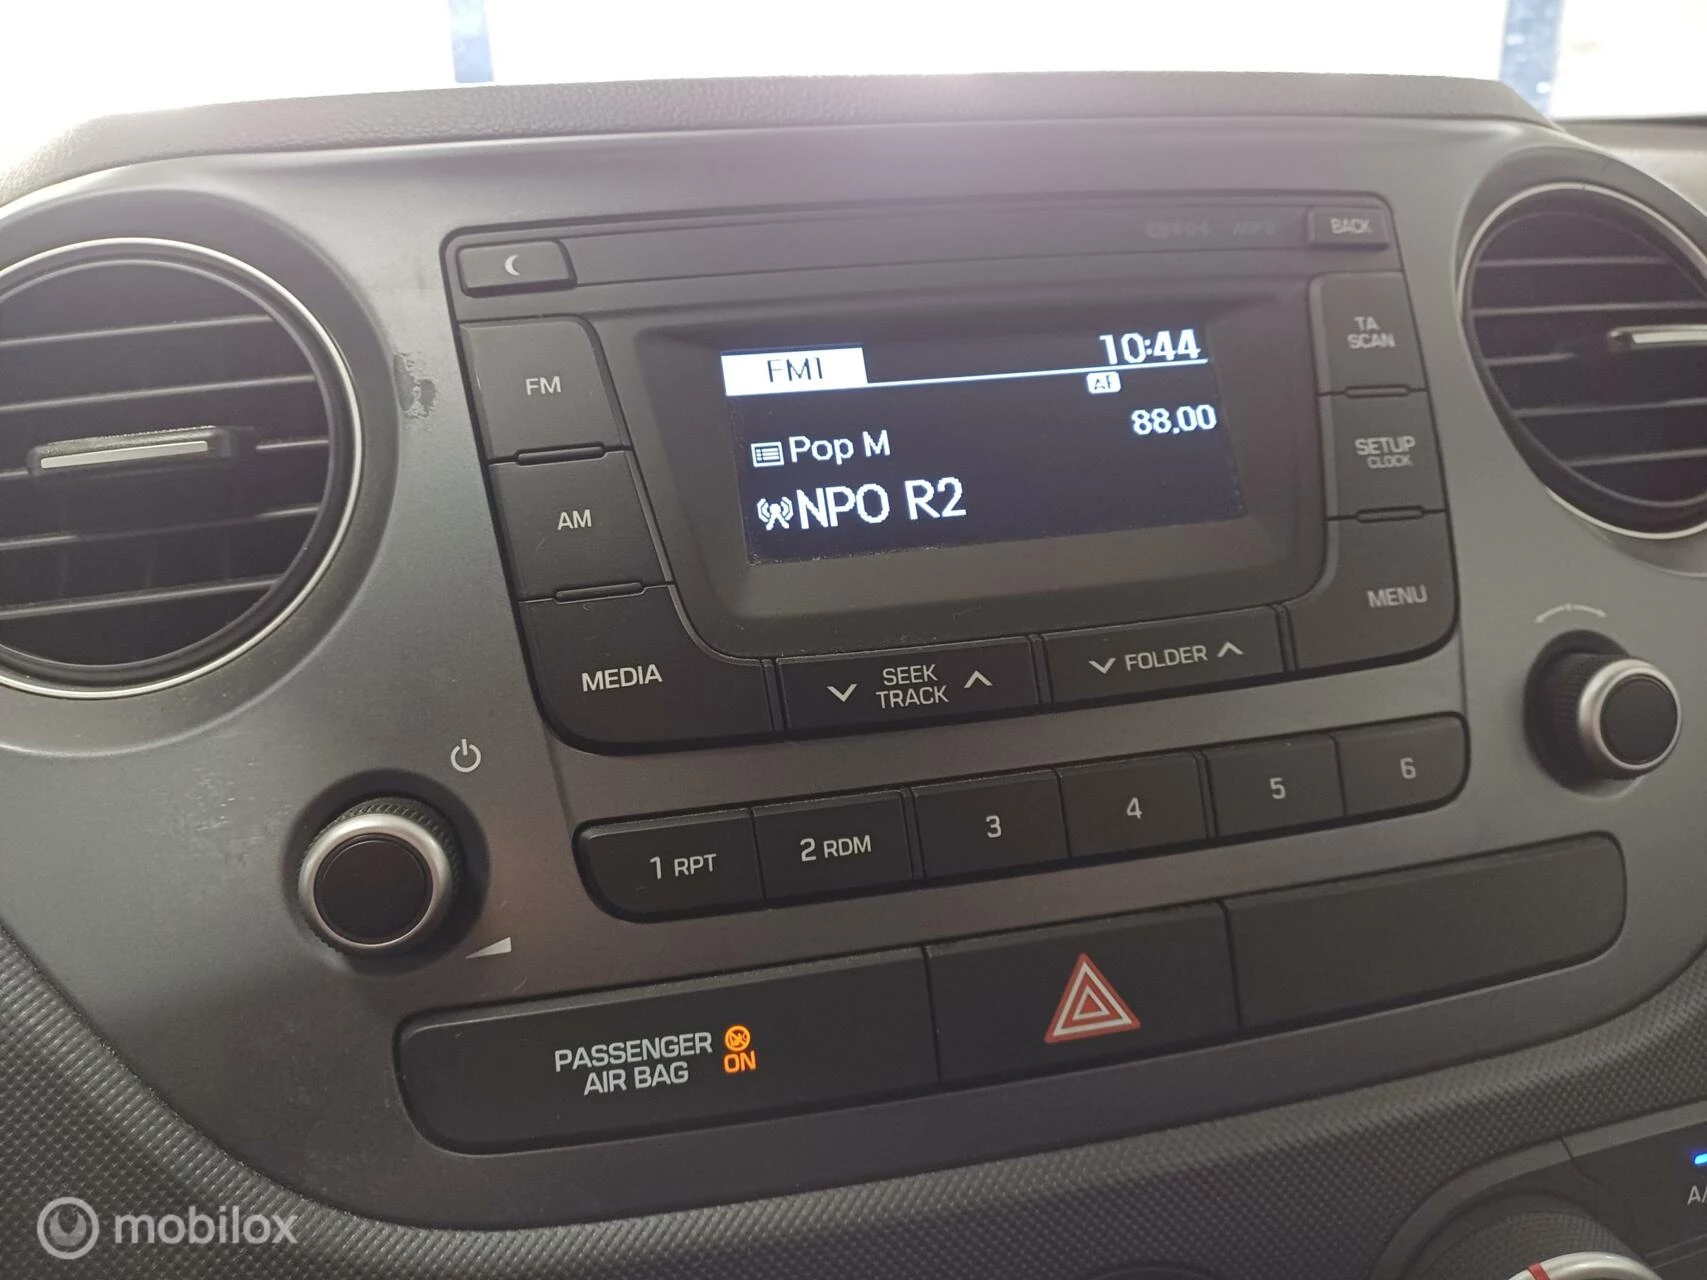 BACK
FM1
10:44
AF
88.00
Pop M
NPO R2
FM
AM
MEDIA
TA
SCAN
SETUP
CLOCK
MENU
SEEK
TRACK
FOLDER
1 RPT
2 RDM
3
4
5
6
PASSENGER
AIR BAG
ON
mobilox